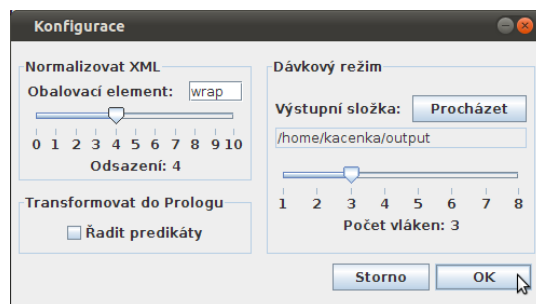 Konfigurace
Normalizovat XML
Obalovací element: wrap
0 1 2 3 4 5 6 7 8 9 10
Odsazení: 4
Transformovat do Prologu
Řadit predikáty
Dávkový režim
Výstupní složka: Procházet
/home/kacenka/output
1 2 3 4 5 6 7 8
Počet vláken: 3
Storno OK